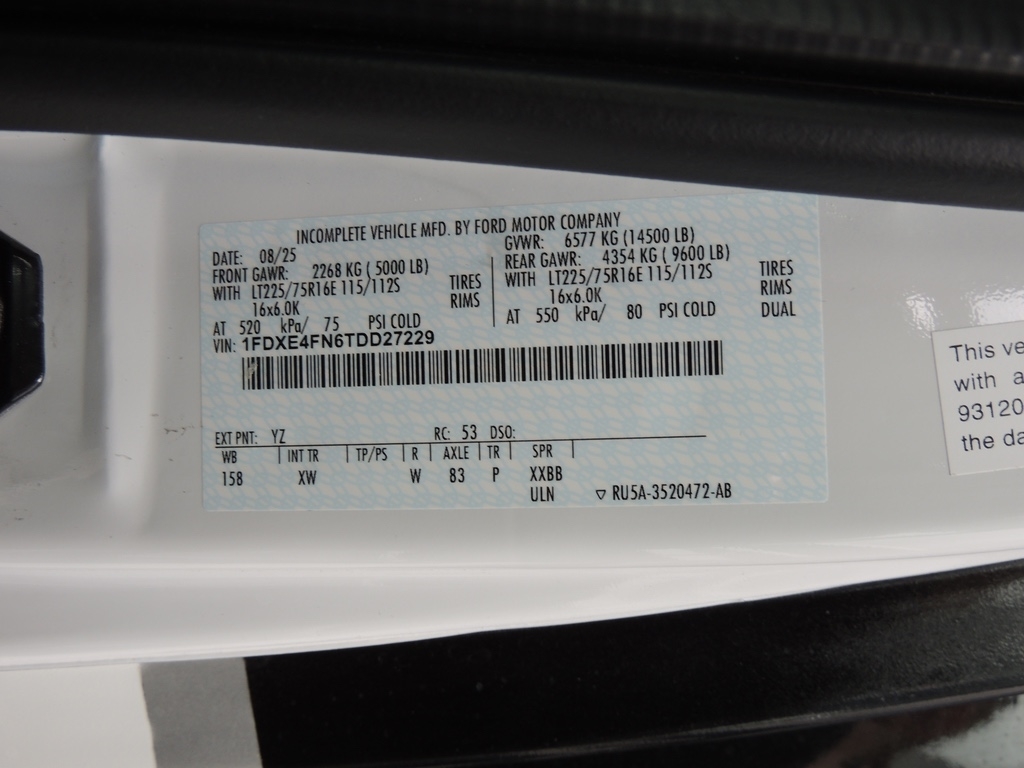 INCOMPLETE VEHICLE MFD. BY FORD MOTOR COMPANY
DATE: 08/25 GVWR: 6577 KG (14500 LB)
FRONT GAWR: 2268 KG ( 5000 LB) REAR GAWR: 4354 KG ( 9600 LB)
WITH LT225/75R16E 115/112S TIRES WITH LT225/75R16E 115/112S TIRES
16x6.0K RIMS 16x6.0K RIMS
AT 520 kPa/ 75 PSI COLD AT 550 kPa/ 80 PSI COLD DUAL
VIN: 1FDXE4FN6TDD27229
EXT PNT: YZ RC: 53 DSO:
WB | INT TR | TP/PS | R | AXLE | TR | SPR |
158 XW W 83 P XXBB
ULN ▽ RU5A-3520472-AB
This ve
with a
93120
the da